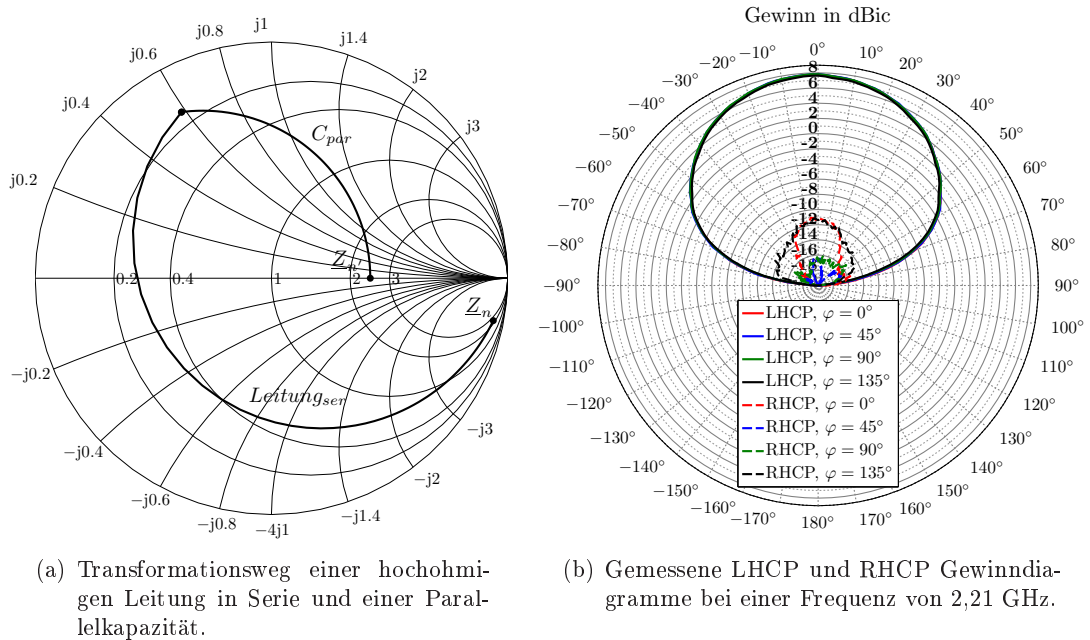 j1
j0.8
j1.4
j0.6
j2
j0.4
j3
j0.2
C_par
Z_n'
0.2 0.4 1 2 3
Z_n
−j0.2
Leitung_ser
−j3
−j0.4
−j2
−j0.6
−j0.8
−j1.4
−4j1
(a) Transformationsweg einer hochohmi-
gen Leitung in Serie und einer Paral-
lelkapazität.
Gewinn in dBic
0°
−10° 10°
−20° 20°
−30° 30°
−40° 40°
−50° 50°
−60° 60°
−70° 70°
−80° 80°
−90° 90°
−100° 100°
−110° 110°
−120° 120°
−130° 130°
−140° 140°
−150° 150°
−160° 160°
−170° 170°
180°
8
6
4
2
0
-2
-4
-6
-8
-10
-12
-14
-16
LHCP, φ = 0°
LHCP, φ = 45°
LHCP, φ = 90°
LHCP, φ = 135°
RHCP, φ = 0°
RHCP, φ = 45°
RHCP, φ = 90°
RHCP, φ = 135°
(b) Gemessene LHCP und RHCP Gewinndia-
gramme bei einer Frequenz von 2,21 GHz.